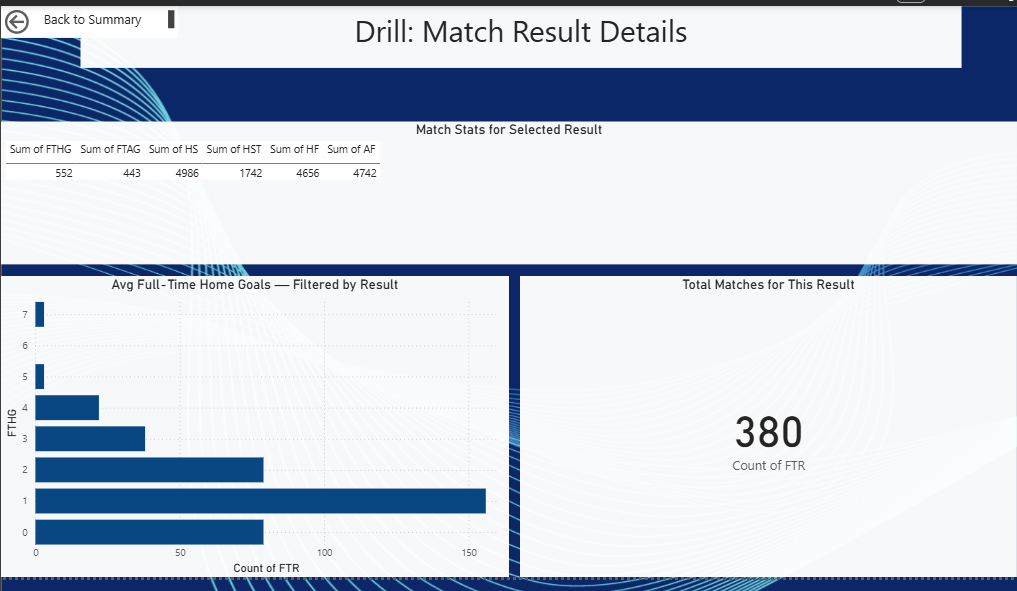 Back to Summary
Drill: Match Result Details
Match Stats for Selected Result
Sum of FTHG Sum of FTAG Sum of HS Sum of HST Sum of HF Sum of AF
552 443 4986 1742 4656 4742
Avg Full-Time Home Goals — Filtered by Result
7
6
5
4
3
2
1
0
FTHG
0 50 100 150
Count of FTR
Total Matches for This Result
380
Count of FTR